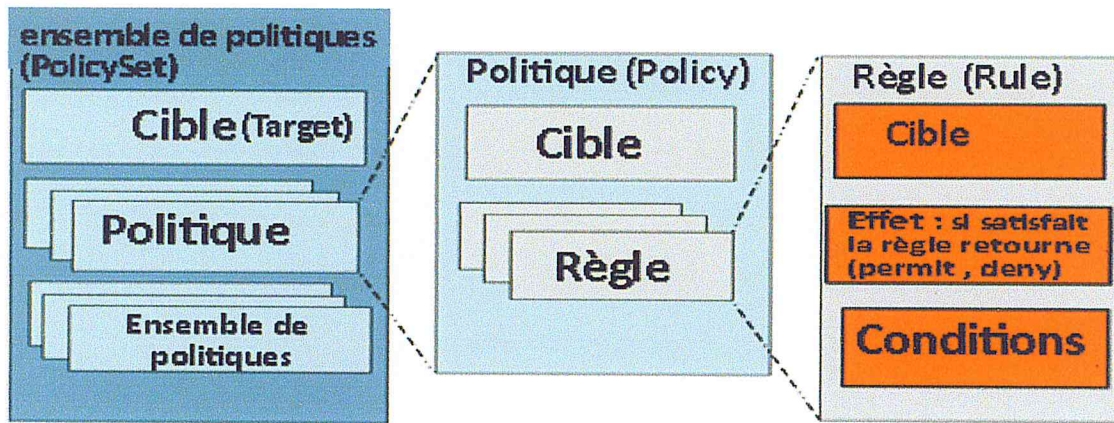 ensemble de politiques
(PolicySet)
Cible (Target)
Politique
Ensemble de
politiques
Politique (Policy)
Cible
Règle
Règle (Rule)
Cible
Effet : si satisfait
la règle retourne
(permit , deny)
Conditions